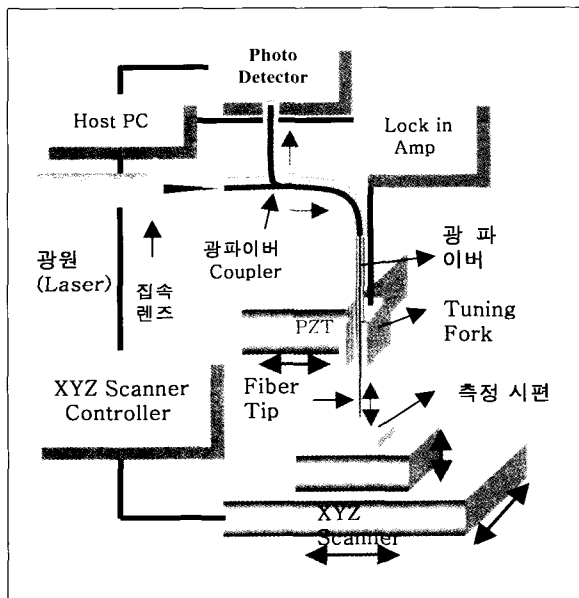 Photo
Detector
Host PC
Lock in
Amp
광원
(Laser)
집속
렌즈
광파이버
Coupler
광 파
이버
PZT
Tuning
Fork
Fiber
Tip
XYZ Scanner
Controller
측정 시편
XYZ
Scanner